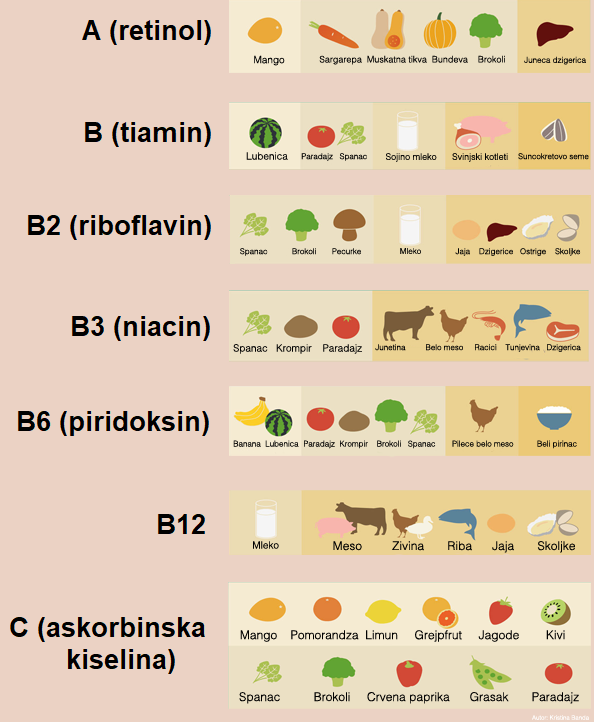 A (retinol)
Mango Sargarepa Muskatna tikva Bundeva Brokoli Juneca dzigerica
B (tiamin)
Lubenica Paradajz Spanac Sojino mleko Svinjski kotleti Suncokretovo seme
B2 (riboflavin)
Spanac Brokoli Pecurke Mleko Jaja Dzigerice Ostrige Skoljke
B3 (niacin)
Spanac Krompir Paradajz Junetina Belo meso Racici Tunjevina Dzigerica
B6 (piridoksin)
Banana Lubenica Paradajz Krompir Brokoli Spanac Pilece belo meso Beli pirinac
B12
Mleko Meso Zivina Riba Jaja Skoljke
C (askorbinska
kiselina)
Mango Pomorandza Limun Grejpfrut Jagode Kivi
Spanac Brokoli Crvena paprika Grasak Paradajz
Autor: Kristina